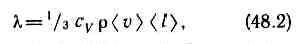 λ = ¹/₃ c_V ρ ⟨v⟩ ⟨l⟩, (48.2)